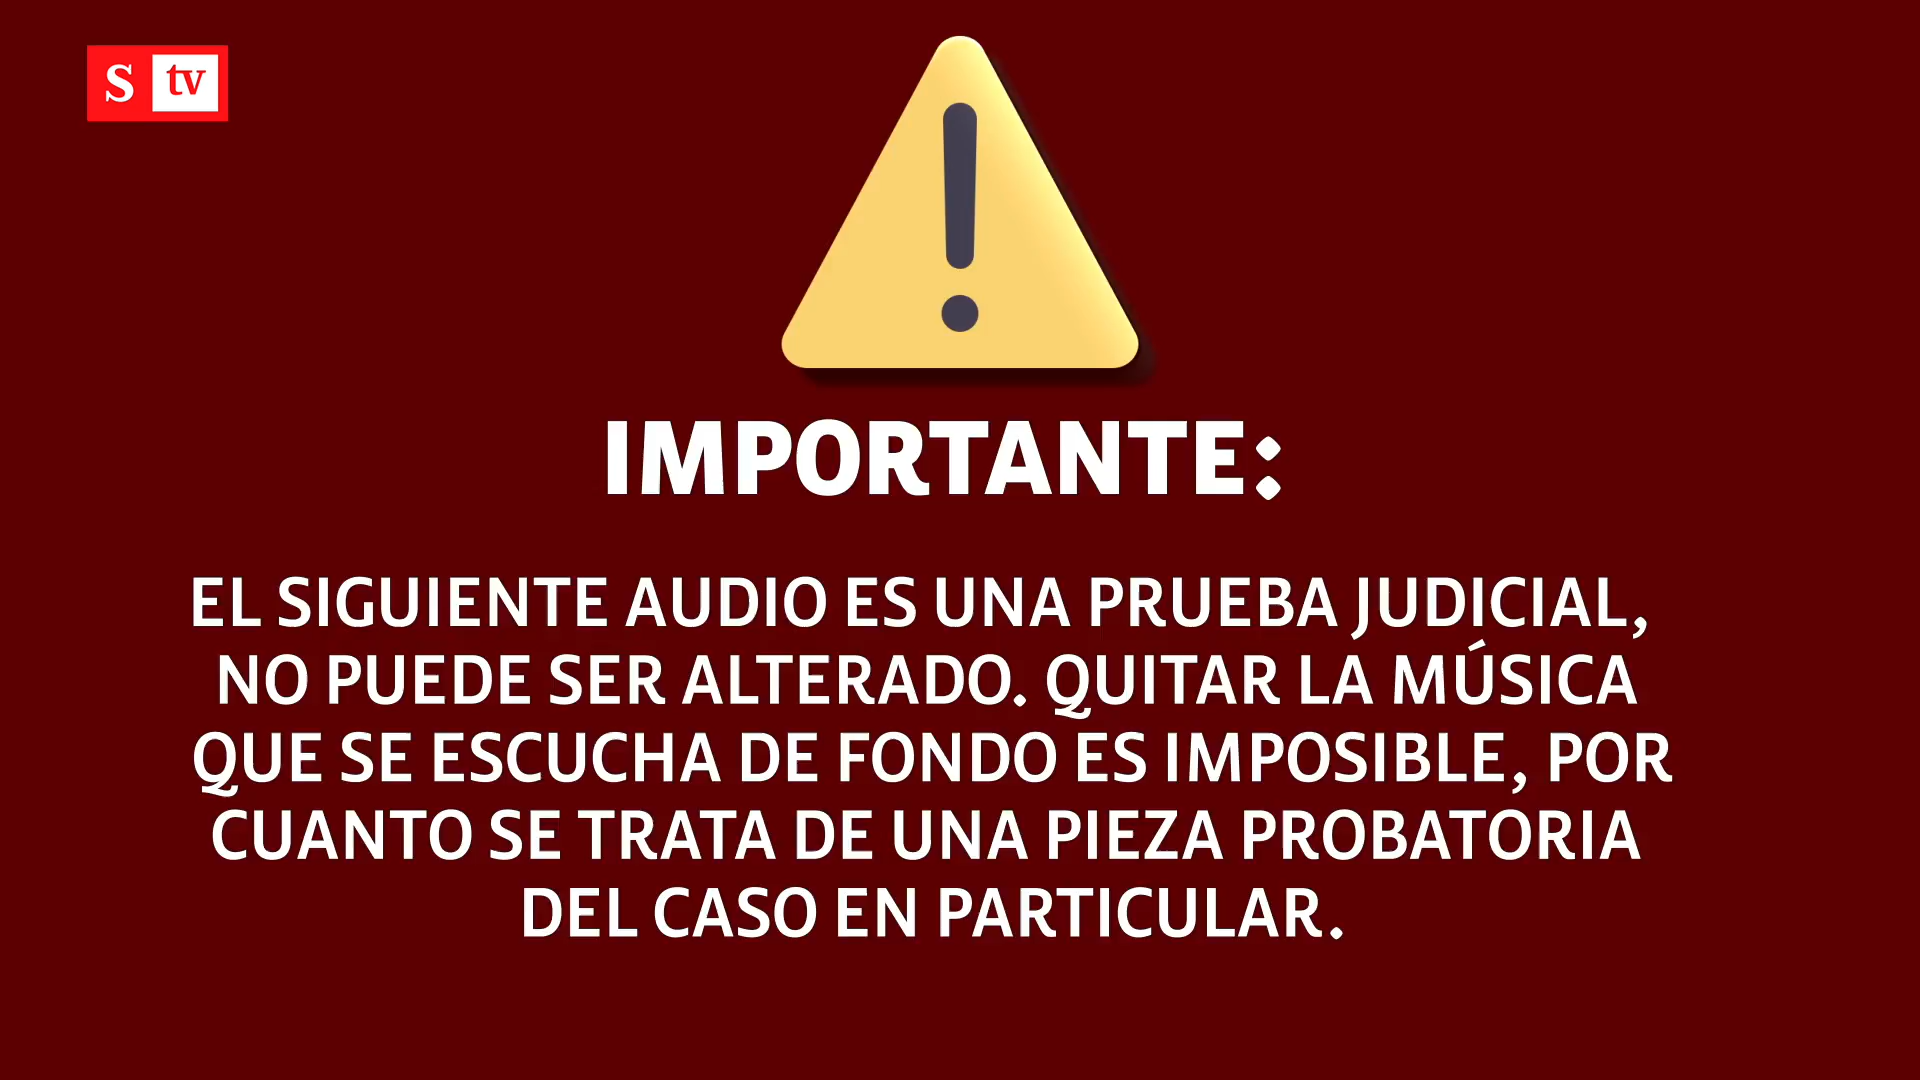 S tv
IMPORTANTE:
EL SIGUIENTE AUDIO ES UNA PRUEBA JUDICIAL,
NO PUEDE SER ALTERADO. QUITAR LA MÚSICA
QUE SE ESCUCHA DE FONDO ES IMPOSIBLE, POR
CUANTO SE TRATA DE UNA PIEZA PROBATORIA
DEL CASO EN PARTICULAR.